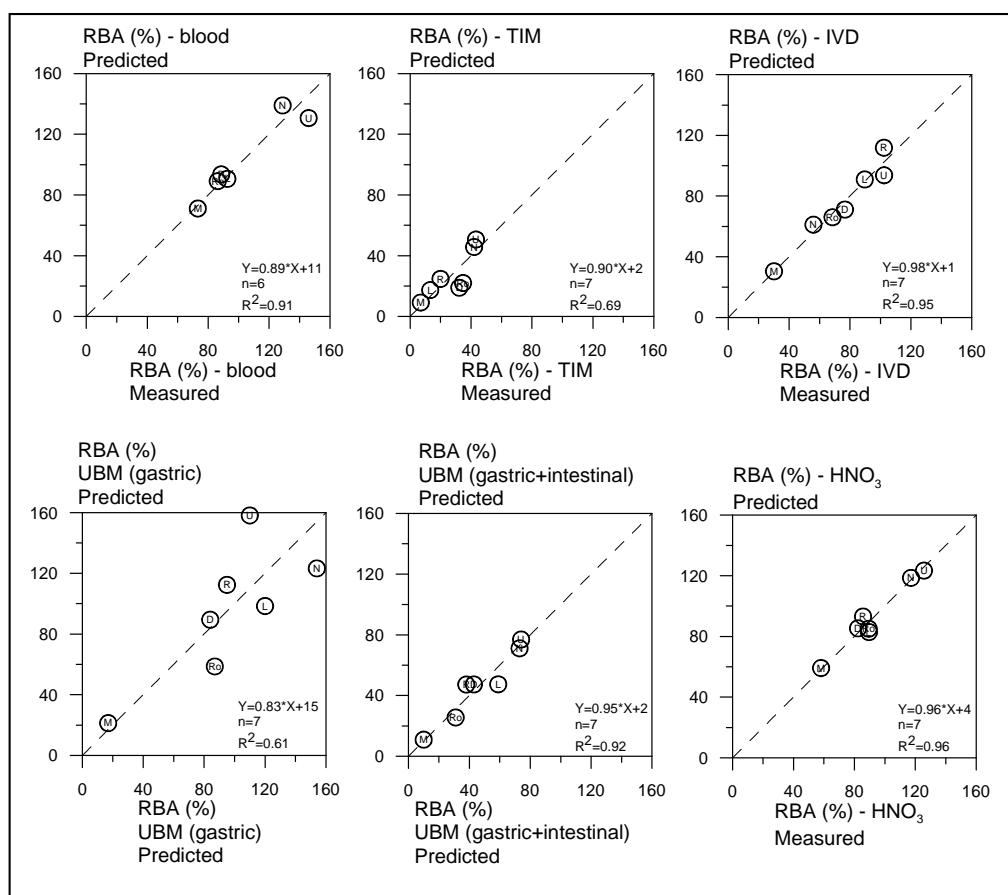 RBA (%) - blood
Predicted
160
120
80
40
0
N
U
M
Y=0.89*X+11
n=6
R²=0.91
0 40 80 120 160
RBA (%) - blood
Measured
RBA (%) - TIM
Predicted
160
120
80
40
0
U
N
R
Ro
L
M
Y=0.90*X+2
n=7
R²=0.69
0 40 80 120 160
RBA (%) - TIM
Measured
RBA (%) - IVD
Predicted
160
120
80
40
0
R
L U
D
Ro
N
M
Y=0.98*X+1
n=7
R²=0.95
0 40 80 120 160
RBA (%) - IVD
Measured
RBA (%)
UBM (gastric)
Predicted
160
120
80
40
0
U
N
R
L
D
Ro
M
Y=0.83*X+15
n=7
R²=0.61
0 40 80 120 160
RBA (%)
UBM (gastric)
Predicted
RBA (%)
UBM (gastric+intestinal)
Predicted
160
120
80
40
0
U
N
R D L
Ro
M
Y=0.95*X+2
n=7
R²=0.92
0 40 80 120 160
RBA (%)
UBM (gastric+intestinal)
Predicted
RBA (%) - HNO₃
Predicted
160
120
80
40
0
N U
R
D Ro
M
Y=0.96*X+4
n=7
R²=0.96
0 40 80 120 160
RBA (%) - HNO₃
Measured